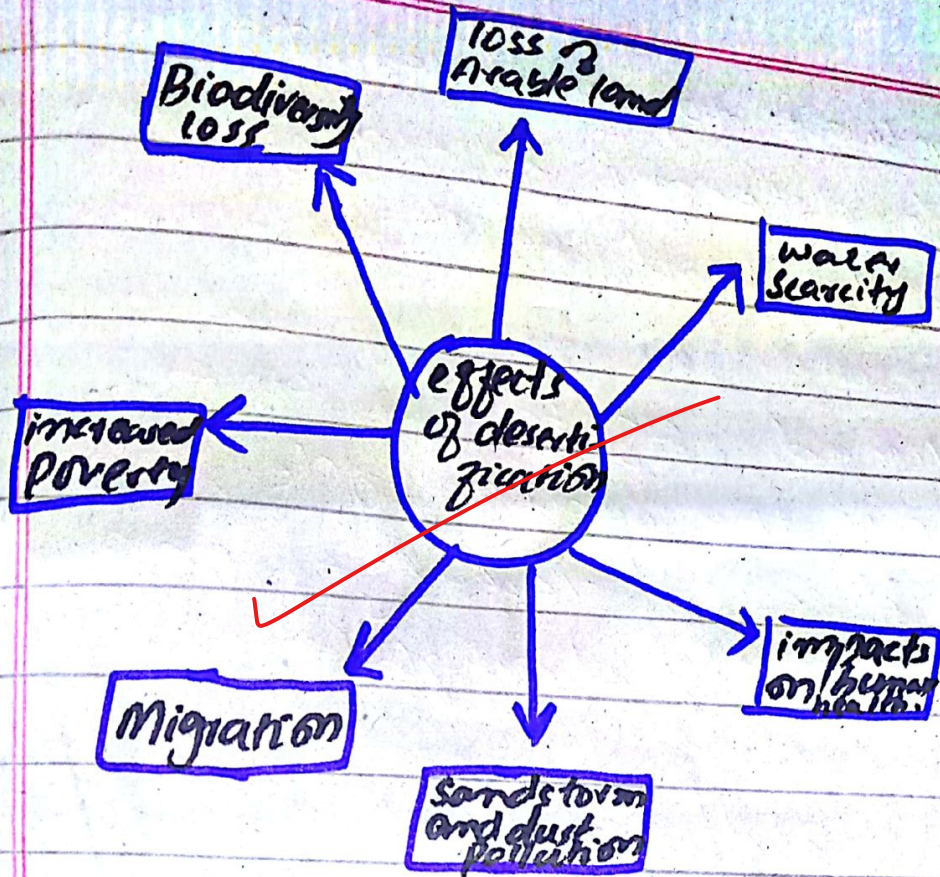 loss of
Arable land
Biodiversity
loss
water
scarcity
effects
of deserti
fication
increased
poverty
impacts
on human
health.
Migration
sandstorm
and dust
pollution